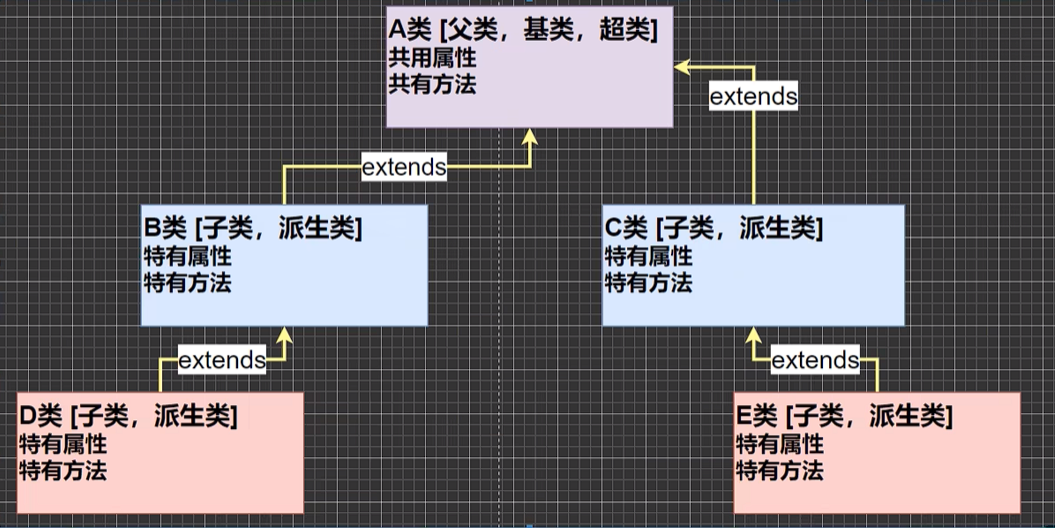 A类 [父类，基类，超类]
共用属性
共有方法
extends
extends
B类 [子类，派生类]
特有属性
特有方法
C类 [子类，派生类]
特有属性
特有方法
extends
extends
D类 [子类，派生类]
特有属性
特有方法
E类 [子类，派生类]
特有属性
特有方法